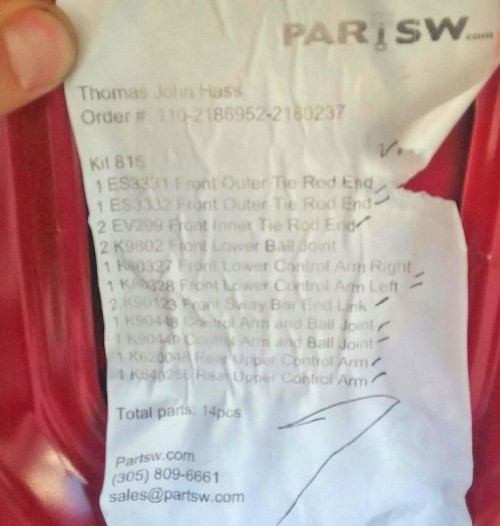 PARTSW.com
Thomas John Hass
Order #: 110-2186952-2180237
Kit 815
1 ES3331 Front Outer Tie Rod End
1 ES3332 Front Outer Tie Rod End
2 EV299 Front Inner Tie Rod End
2 K9802 Front Lower Ball Joint
1 K80327 Front Lower Control Arm Right
1 Front Lower Control Arm Left
2 K90123 Front Sway Bar End Link
1 K90448 Control Arm and Ball Joint
1 K90449 Control Arm and Ball Joint
1 K620048 Rear Upper Control Arm
1 K640286 Rear Upper Control Arm
Total parts: 14pcs
Partsw.com
(305) 809-6661
sales@partsw.com